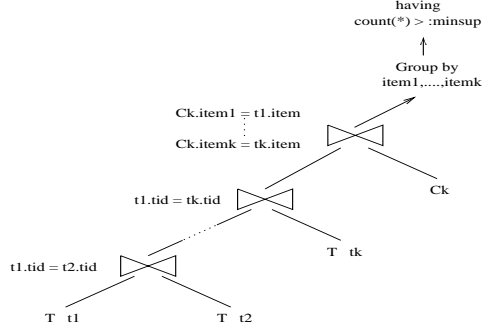 having
count(*) > :minsup
Group by
item1,....,itemk
Ck.item1 = t1.item
Ck.itemk = tk.item
Ck
t1.tid = tk.tid
T tk
t1.tid = t2.tid
T t1
T t2